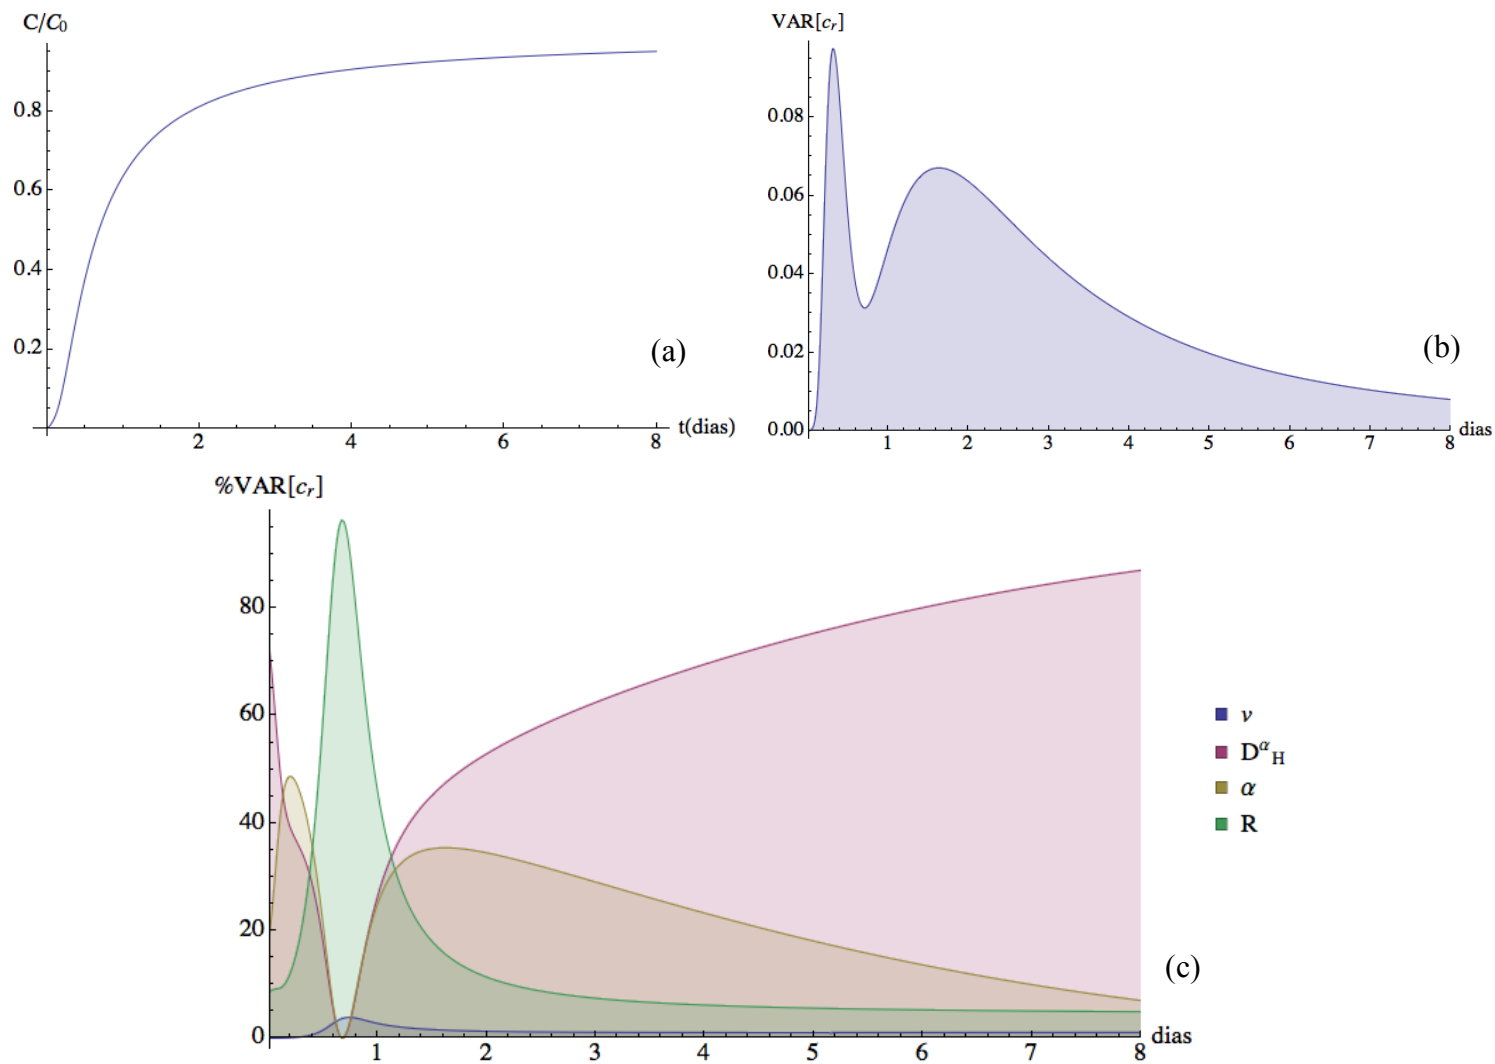 C/C₀
0.8
0.6
0.4
0.2
2 4 6 8 t(dias)
(a)
VAR[cᵣ]
0.08
0.06
0.04
0.02
0.00
1 2 3 4 5 6 7 8 dias
(b)
%VAR[cᵣ]
80
60
40
20
0
1 2 3 4 5 6 7 8 dias
(c)
v
D^α_H
α
R